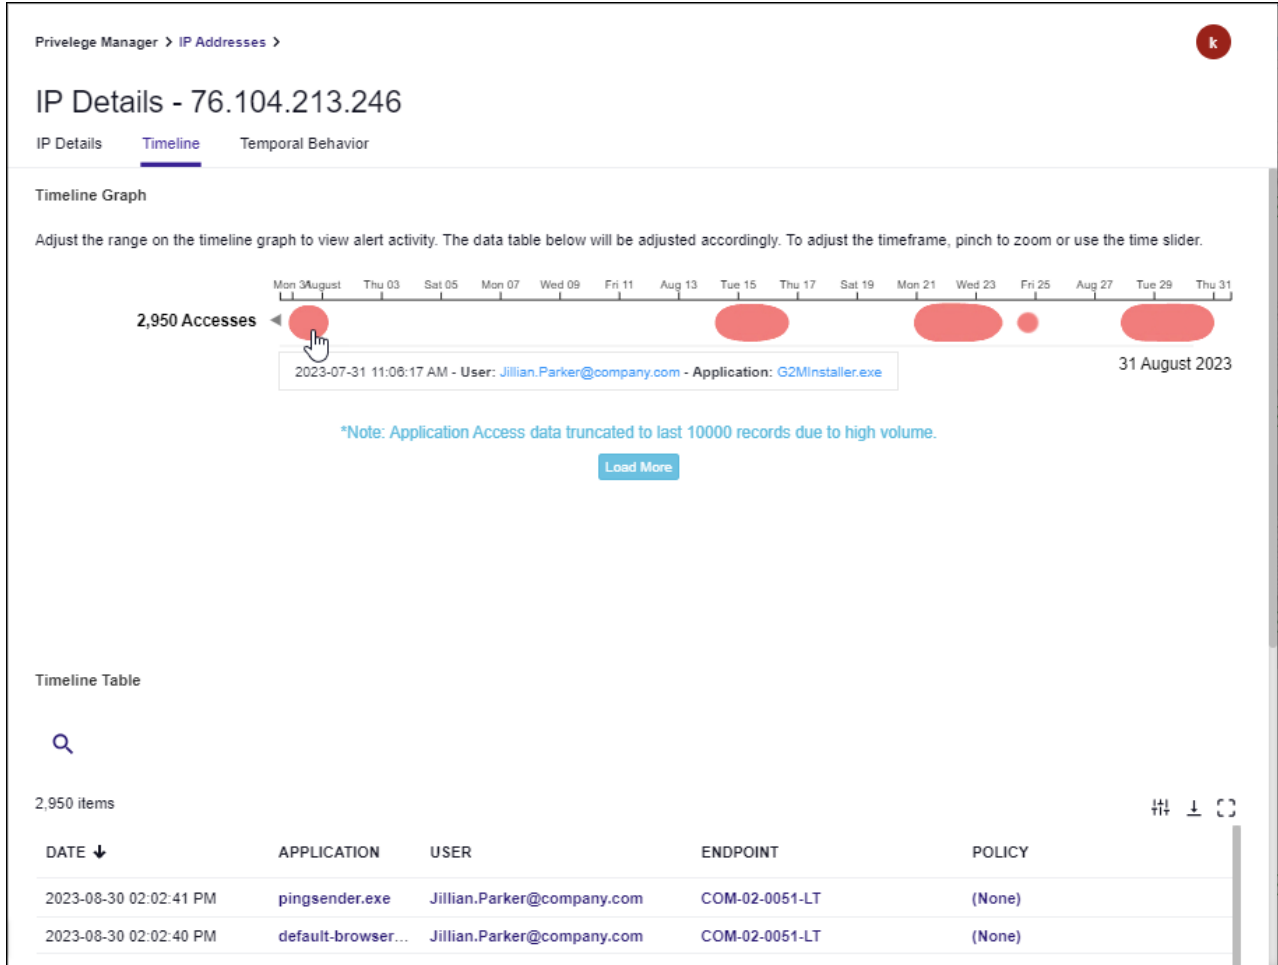 Privelege Manager > IP Addresses >
k
IP Details - 76.104.213.246
IP Details Timeline Temporal Behavior
Timeline Graph
Adjust the range on the timeline graph to view alert activity. The data table below will be adjusted accordingly. To adjust the timeframe, pinch to zoom or use the time slider.
Mon 31 August Thu 03 Sat 05 Mon 07 Wed 09 Fri 11 Aug 13 Tue 15 Thu 17 Sat 19 Mon 21 Wed 23 Fri 25 Aug 27 Tue 29 Thu 31
2,950 Accesses
31 August 2023
2023-07-31 11:06:17 AM - User: Jillian.Parker@company.com - Application: G2MInstaller.exe
*Note: Application Access data truncated to last 10000 records due to high volume.
Load More
Timeline Table
2,950 items
DATE APPLICATION USER ENDPOINT POLICY
2023-08-30 02:02:41 PM pingsender.exe Jillian.Parker@company.com COM-02-0051-LT (None)
2023-08-30 02:02:40 PM default-browser... Jillian.Parker@company.com COM-02-0051-LT (None)